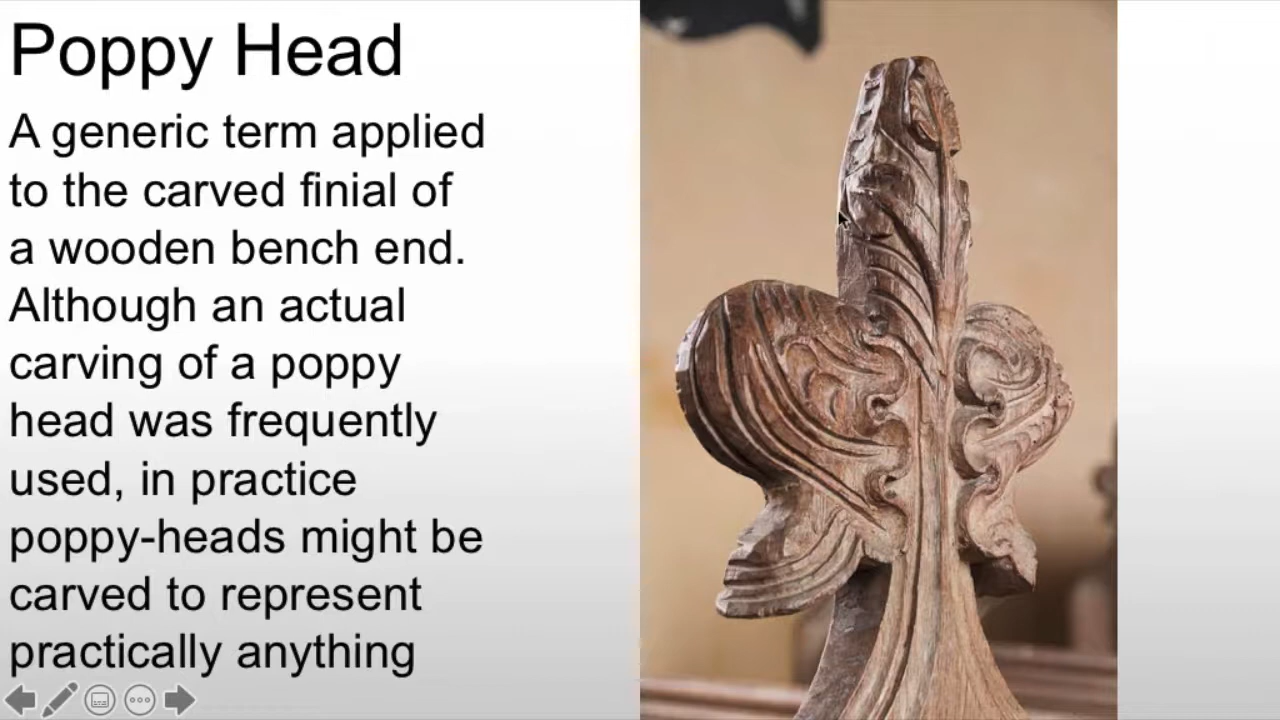 Poppy Head
A generic term applied
to the carved finial of
a wooden bench end.
Although an actual
carving of a poppy
head was frequently
used, in practice
poppy-heads might be
carved to represent
practically anything